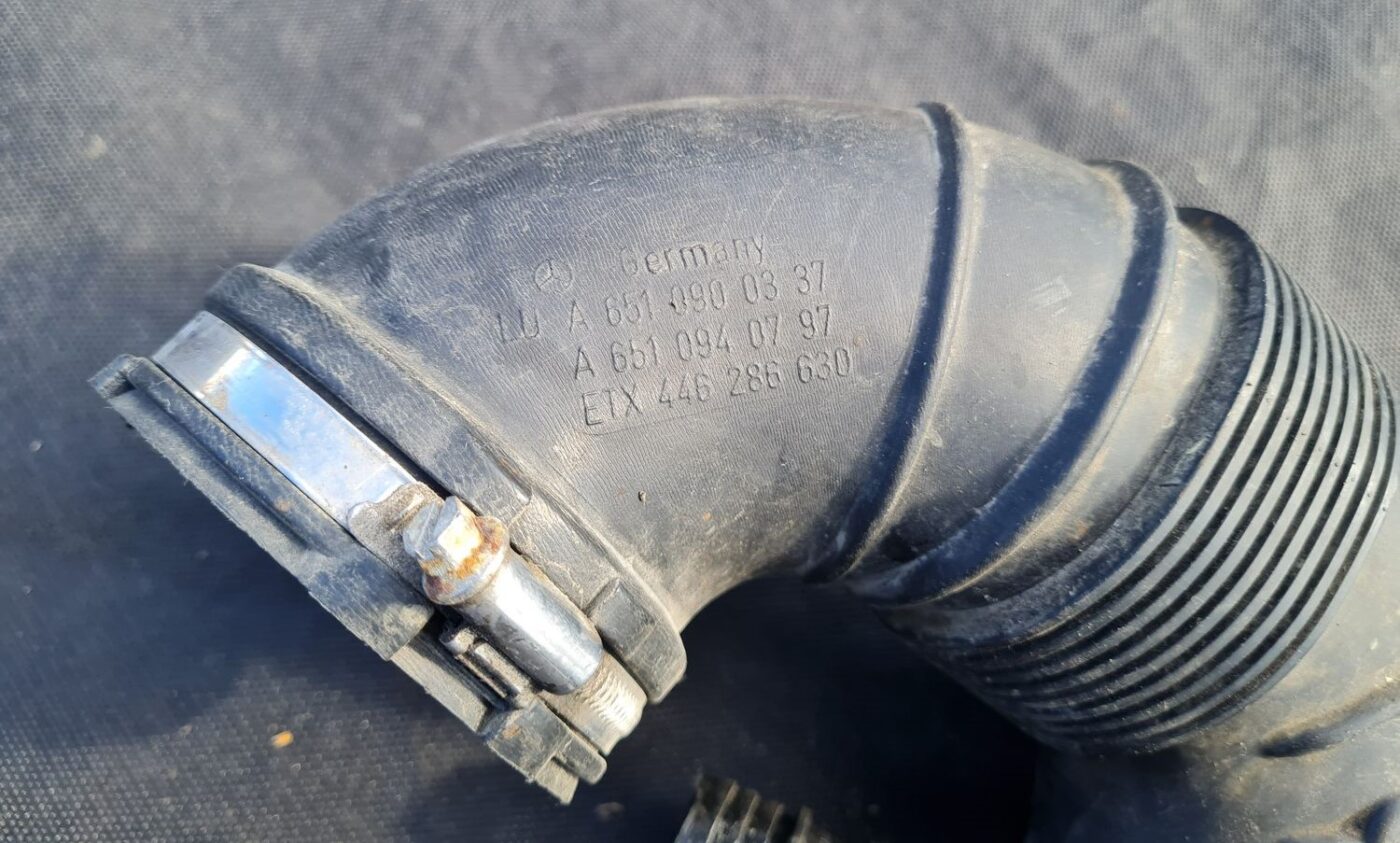 Germany
LU A 651 090 03 37
A 651 094 07 97
ETX 446 286 630